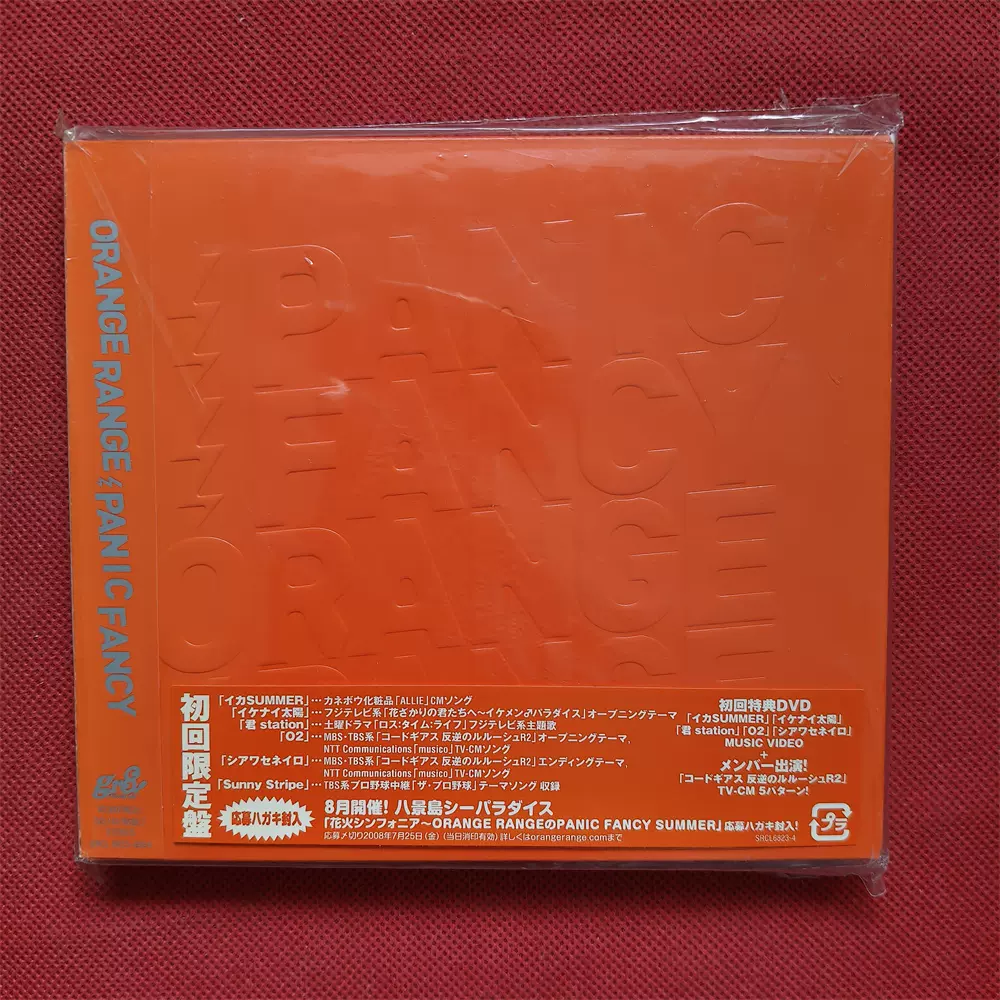 ORANGE RANGE PANIC FANCY
PANIC
FANCY
ORANGE
初回限定盤
「イカSUMMER」…カネボウ化粧品「ALLIE」CMソング
「イケナイ太陽」…フジテレビ系「花ざかりの君たちへ～イケメン♂パラダイス」オープニングテーマ
「君 station」…土曜ドラマ「ロス:タイム:ライフ」フジテレビ系主題歌
「O2」…MBS・TBS系「コードギアス 反逆のルルーシュR2」オープニングテーマ,
NTT Communications「musico」TV-CMソング
「シアワセネイロ」…MBS・TBS系「コードギアス 反逆のルルーシュR2」エンディングテーマ,
NTT Communications「musico」TV-CMソング
「Sunny Stripe」…TBS系プロ野球中継「ザ・プロ野球」テーマソング 収録
応募ハガキ封入
8月開催! 八景島シーパラダイス
「花火シンフォニア～ORANGE RANGEのPANIC FANCY SUMMER」応募ハガキ封入!
応募〆切り2008年7月25日(金)(当日消印有効)詳しくはorangerange.comまで
初回特典DVD
「イカSUMMER」「イケナイ太陽」
「君 station」「O2」「シアワセネイロ」
MUSIC VIDEO
+
メンバー出演!
「コードギアス 反逆のルルーシュR2」
TV-CM 5パターン!
プラ
SRCL6823-4